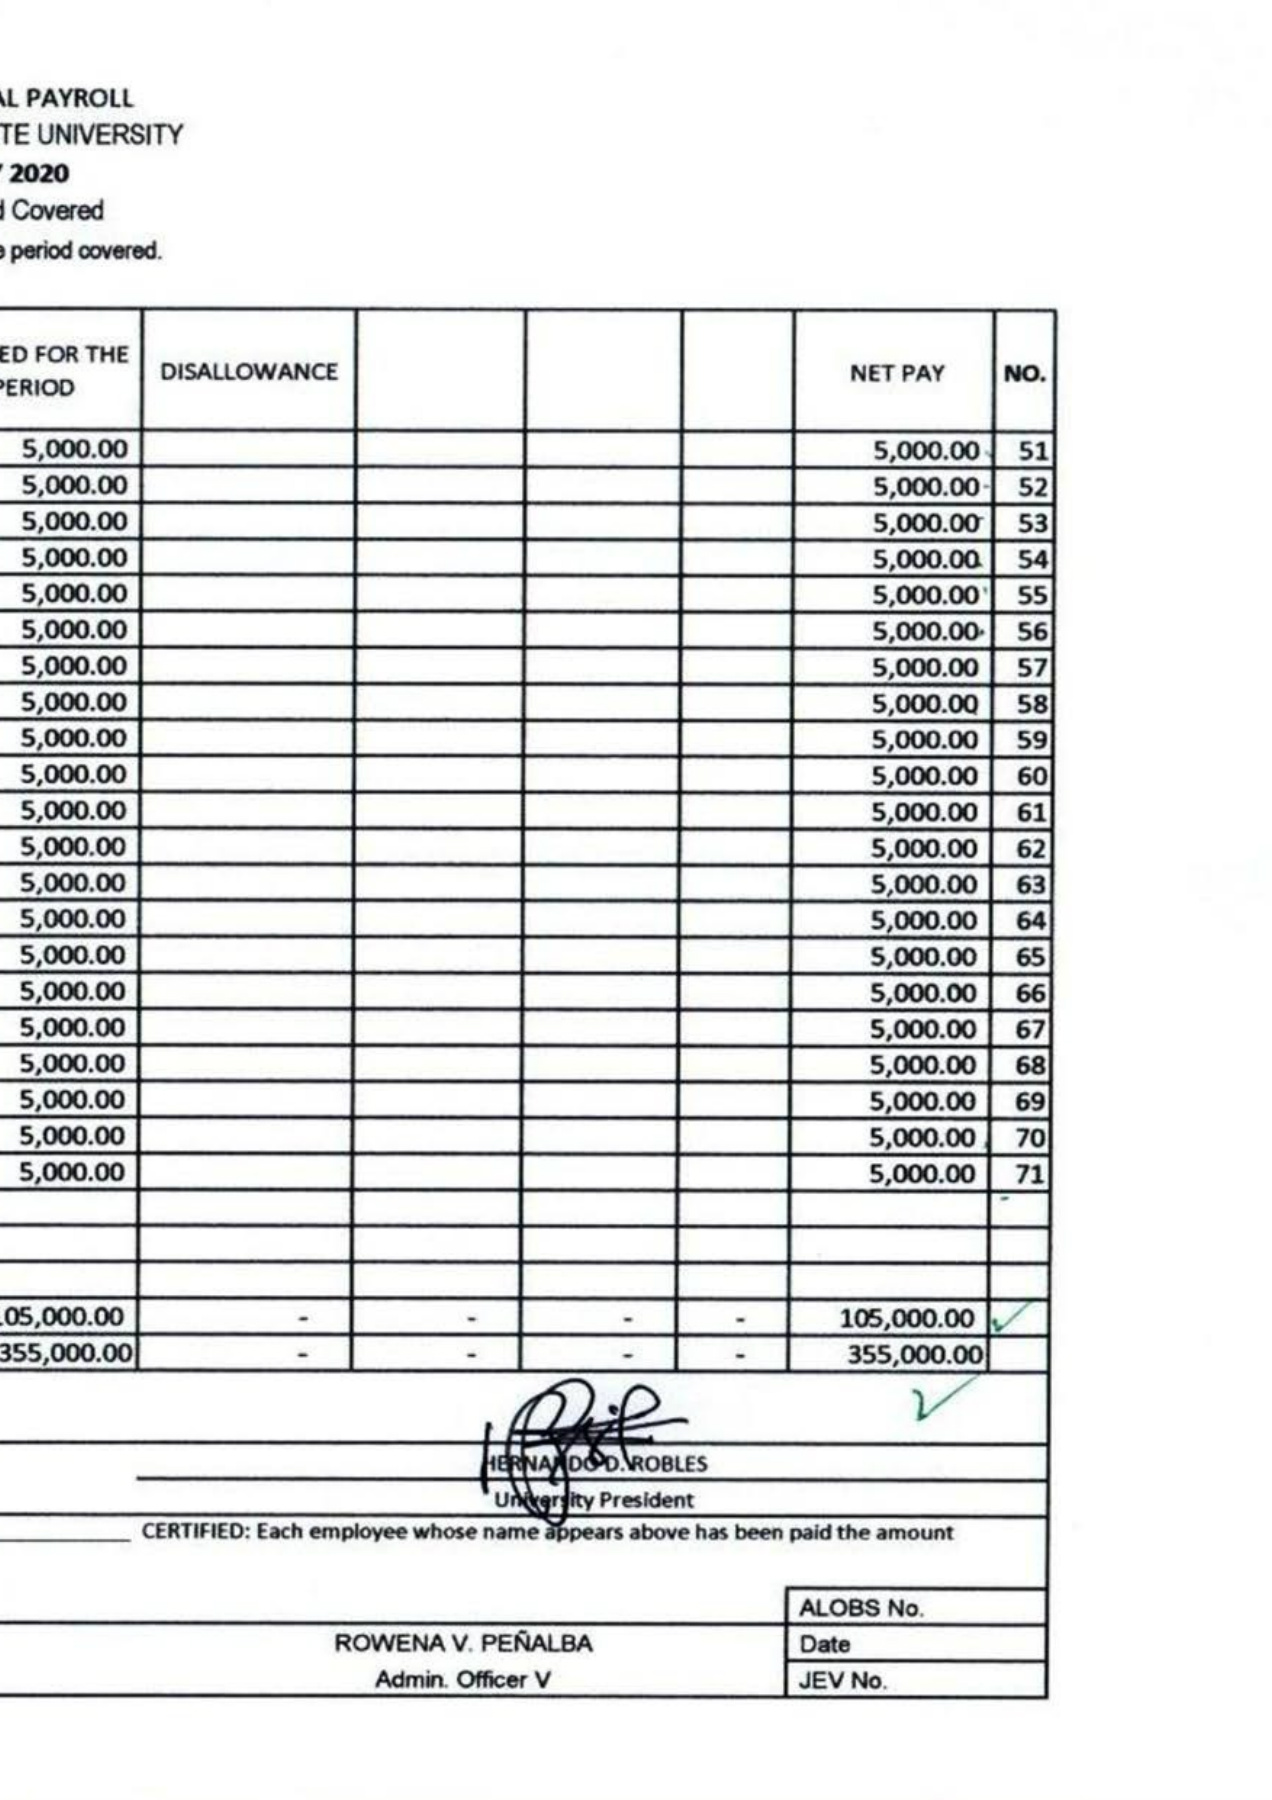 AL PAYROLL
TE UNIVERSITY
Y 2020
d Covered
e period covered.
ED FOR THE PERIOD DISALLOWANCE NET PAY NO.
5,000.00 5,000.00 51
5,000.00 5,000.00 52
5,000.00 5,000.00 53
5,000.00 5,000.00 54
5,000.00 5,000.00 55
5,000.00 5,000.00 56
5,000.00 5,000.00 57
5,000.00 5,000.00 58
5,000.00 5,000.00 59
5,000.00 5,000.00 60
5,000.00 5,000.00 61
5,000.00 5,000.00 62
5,000.00 5,000.00 63
5,000.00 5,000.00 64
5,000.00 5,000.00 65
5,000.00 5,000.00 66
5,000.00 5,000.00 67
5,000.00 5,000.00 68
5,000.00 5,000.00 69
5,000.00 5,000.00 70
5,000.00 5,000.00 71
05,000.00 - - - - 105,000.00
355,000.00 - - - - 355,000.00
HERNANDO D. ROBLES
University President
CERTIFIED: Each employee whose name appears above has been paid the amount
ALOBS No.
ROWENA V. PEÑALBA Date
Admin. Officer V JEV No.